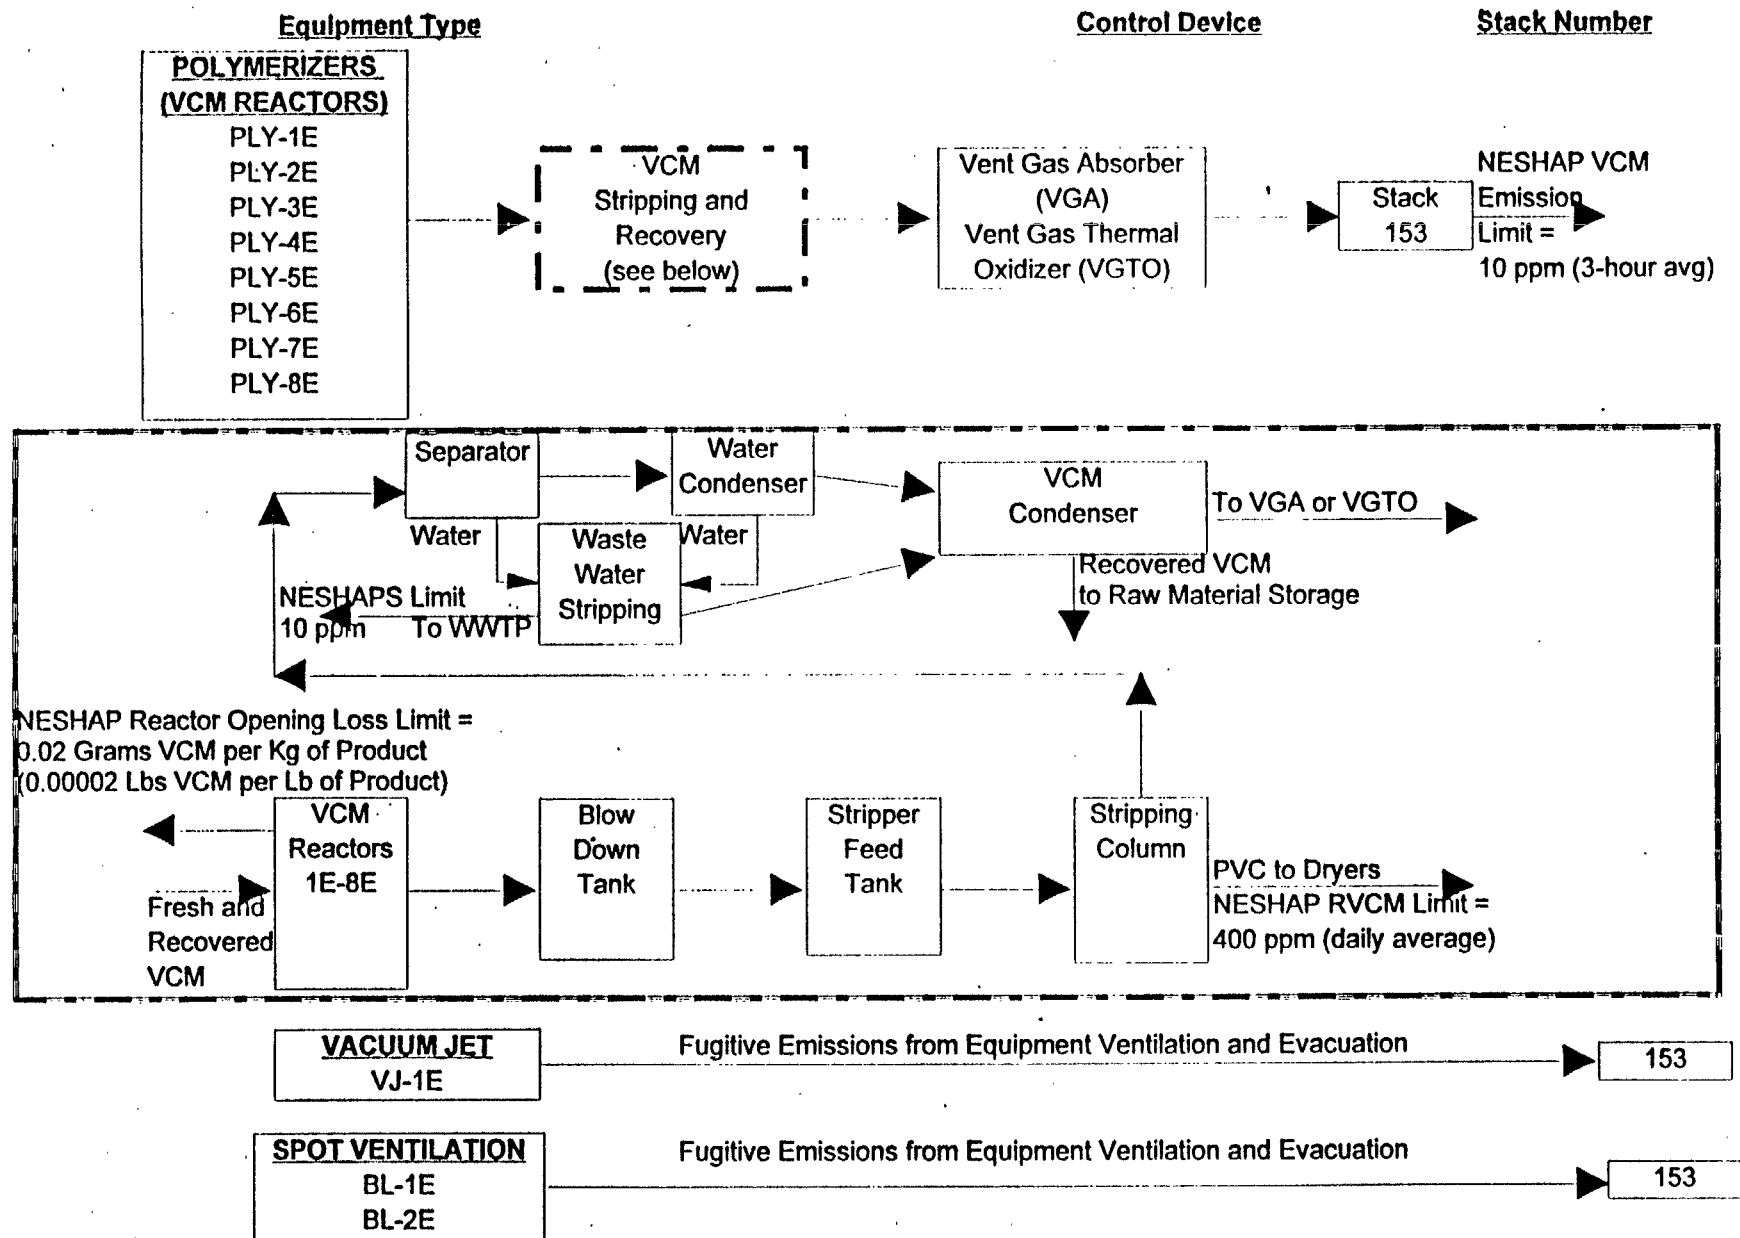 Equipment Type
Control Device
Stack Number
POLYMERIZERS
(VCM REACTORS)
PLY-1E
PLY-2E
PLY-3E
PLY-4E
PLY-5E
PLY-6E
PLY-7E
PLY-8E
VCM
Stripping and
Recovery
(see below)
Vent Gas Absorber
(VGA)
Vent Gas Thermal
Oxidizer (VGTO)
Stack
153
NESHAP VCM
Emission
Limit =
10 ppm (3-hour avg)
Separator
Water
Condenser
VCM
Condenser
To VGA or VGTO
Water
Waste
Water
Stripping
Water
Recovered VCM
to Raw Material Storage
NESHAPS Limit
10 ppm
To WWTP
NESHAP Reactor Opening Loss Limit =
0.02 Grams VCM per Kg of Product
(0.00002 Lbs VCM per Lb of Product)
VCM
Reactors
1E-8E
Blow
Down
Tank
Stripper
Feed
Tank
Stripping
Column
Fresh and
Recovered
VCM
PVC to Dryers
NESHAP RVCM Limit =
400 ppm (daily average)
VACUUM JET
VJ-1E
Fugitive Emissions from Equipment Ventilation and Evacuation
153
SPOT VENTILATION
BL-1E
BL-2E
Fugitive Emissions from Equipment Ventilation and Evacuation
153